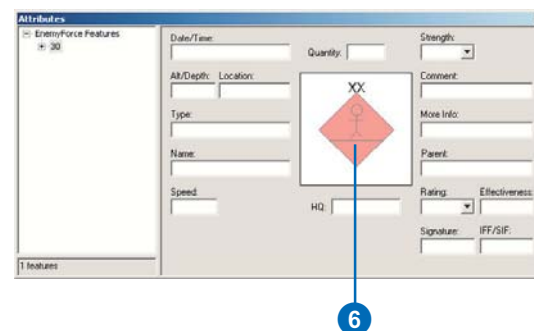 Attributes
EnemyForce Features
30
Date/Time:
Quantity:
Strength:
Alt/Depth: Location:
XX
Comment:
Type:
More Info:
Name:
Parent:
Speed:
HQ:
Rating: Effectiveness:
Signature: IFF/SIF:
1 features
6